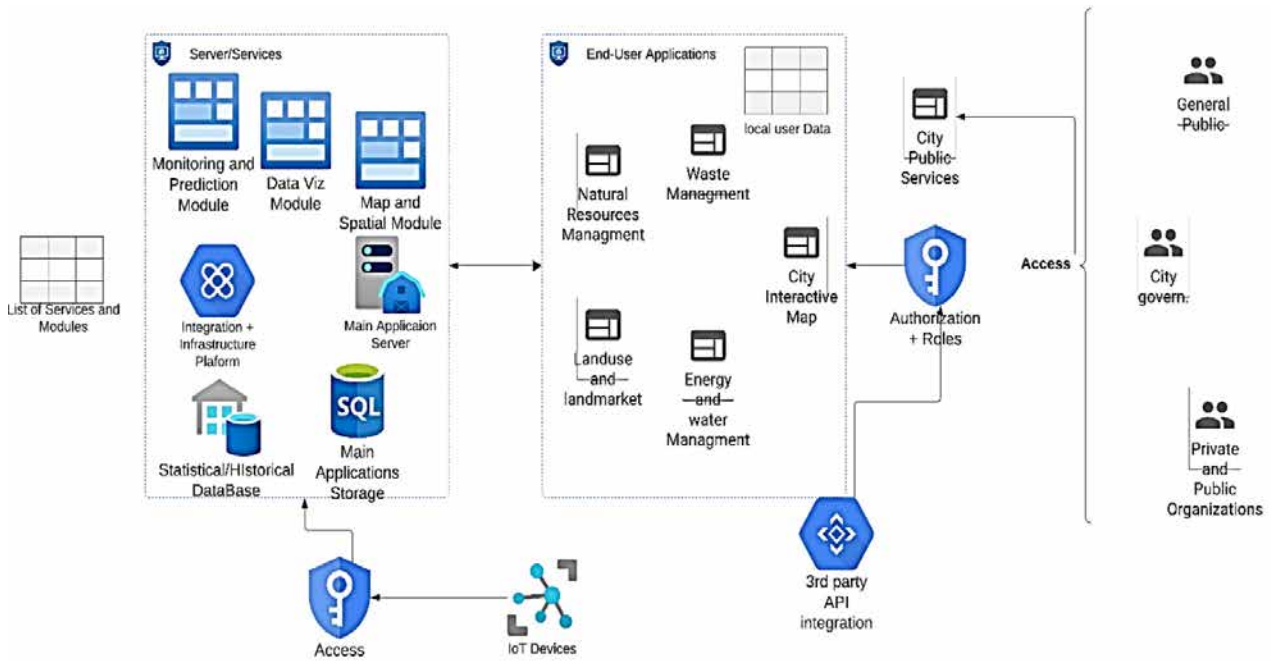 Server/Services
Monitoring and
Prediction
Module
Data Viz
Module
Map and
Spatial Module
Integration +
Infrastructure
Plaform
Main Applicaion
Server
Statistical/HIstorical
DataBase
SQL
Main
Applications
Storage
List of Services and
Modules
End-User Applications
local user Data
Natural
Resources
Managment
Waste
Managment
City
Interactive
Map
Landuse
and
landmarket
Energy
and
water
Managment
City
Public
Services
Authorization
+ Roles
Access
General
Public
City
govern.
Private
and
Public
Organizations
3rd party
API
integration
Access
IoT Devices